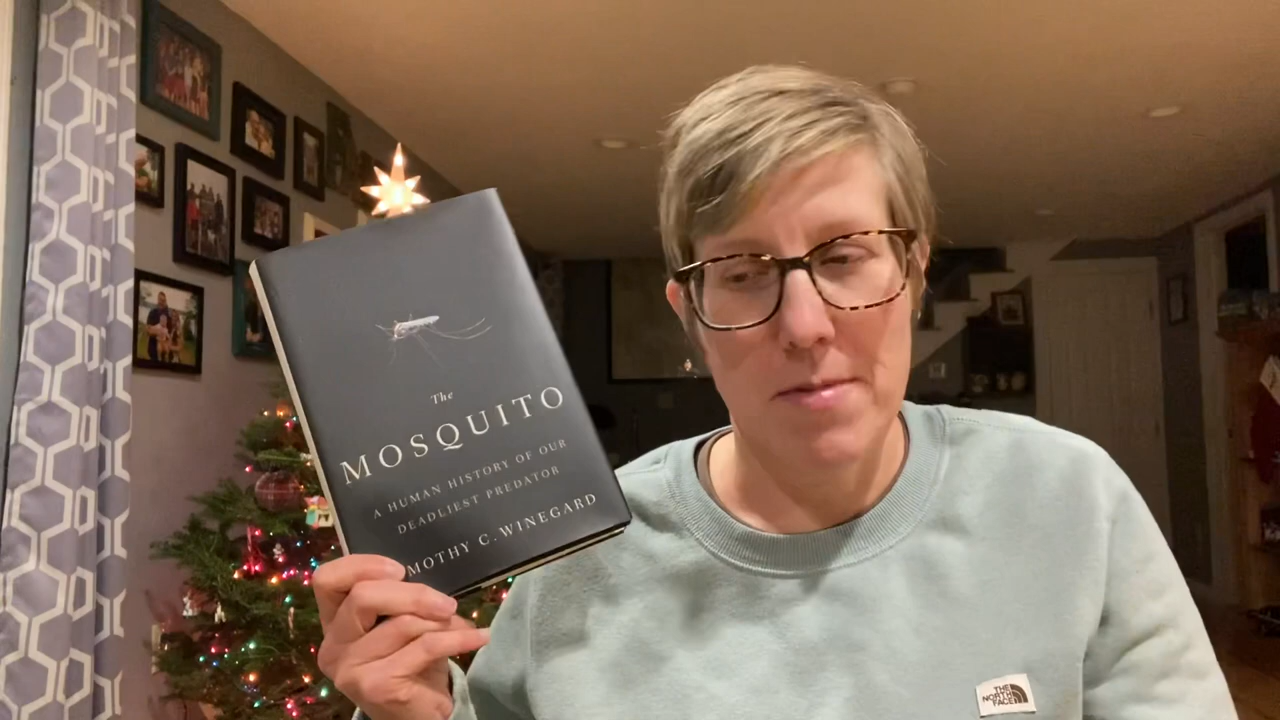 The
MOSQUITO
A HUMAN HISTORY OF OUR
DEADLIEST PREDATOR
MOTHY C. WINEGARD
THE
NORTH
FACE